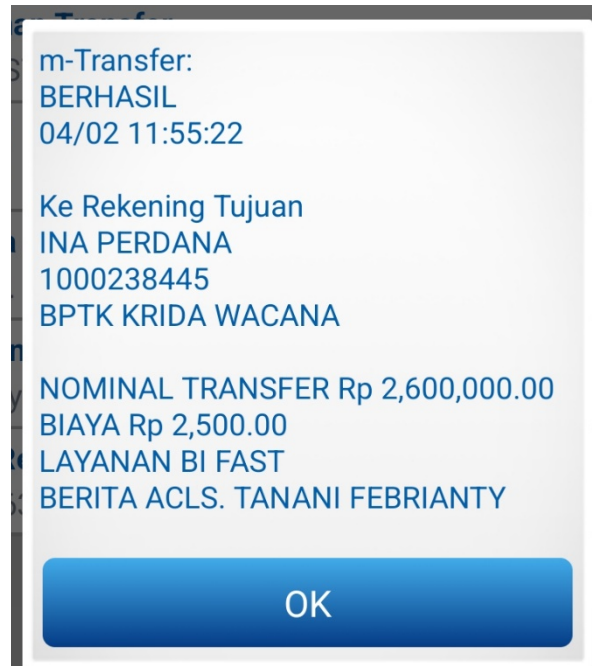 m-Transfer:
BERHASIL
04/02 11:55:22
Ke Rekening Tujuan
INA PERDANA
1000238445
BPTK KRIDA WACANA
NOMINAL TRANSFER Rp 2,600,000.00
BIAYA Rp 2,500.00
LAYANAN BI FAST
BERITA ACLS. TANANI FEBRIANTY
OK